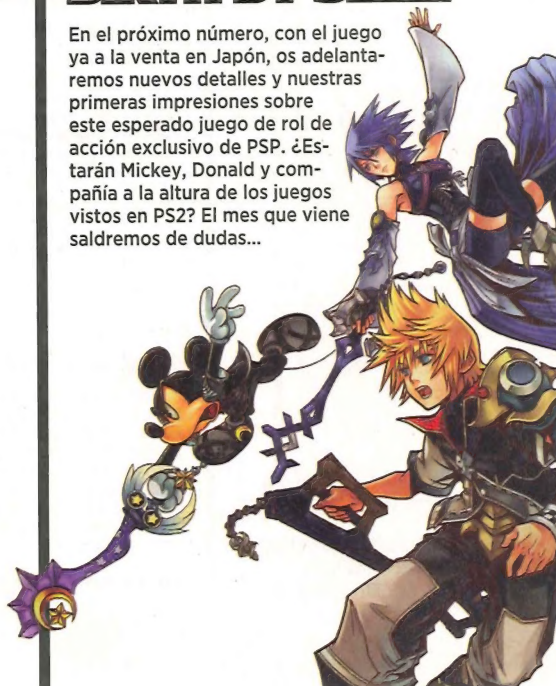 En el próximo número, con el juego
ya a la venta en Japón, os adelanta-
remos nuevos detalles y nuestras
primeras impresiones sobre
este esperado juego de rol de
acción exclusivo de PSP. ¿Es-
tarán Mickey, Donald y com-
pañía a la altura de los juegos
vistos en PS2? El mes que viene
saldremos de dudas...